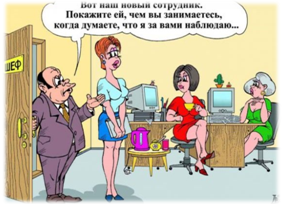 Вот наш новый сотрудник.
Покажите ей, чем вы занимаетесь,
когда думаете, что я за вами наблюдаю...
ШЕФ